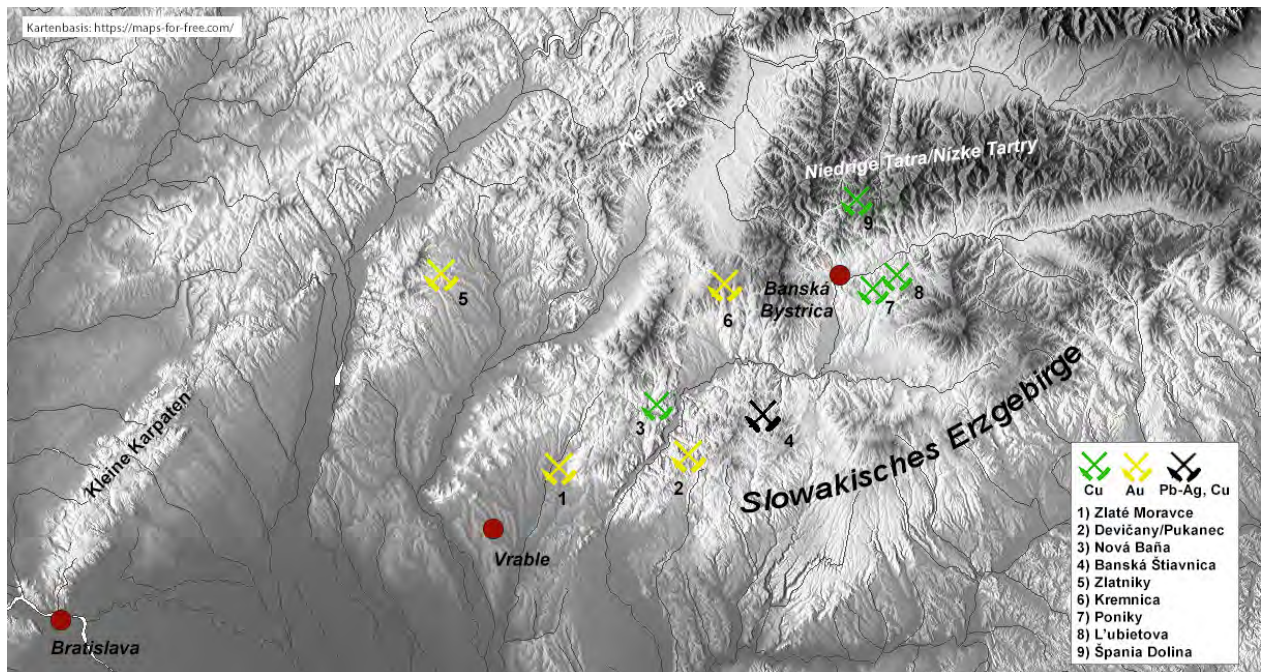 Kartenbasis: https://maps-for-free.com/
Kleine Fatra
Niedrige Tatra/Nízke Tartry
9
5
6
Banská
Bystrica
7
8
Kleine Karpaten
3
4
Slowakisches Erzgebirge
1
2
Vrable
Bratislava
Cu Au Pb-Ag, Cu
1) Zlaté Moravce
2) Devičany/Pukanec
3) Nová Baňa
4) Banská Štiavnica
5) Zlatniky
6) Kremnica
7) Poniky
8) L'ubietova
9) Špania Dolina